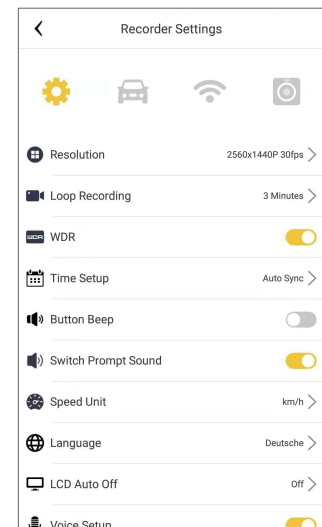 Recorder Settings
Resolution 2560x1440P 30fps
Loop Recording 3 Minutes
WDR WDR
Time Setup Auto Sync
Button Beep
Switch Prompt Sound
Speed Unit km/h
Language Deutsche
LCD Auto Off Off
Voice Setup